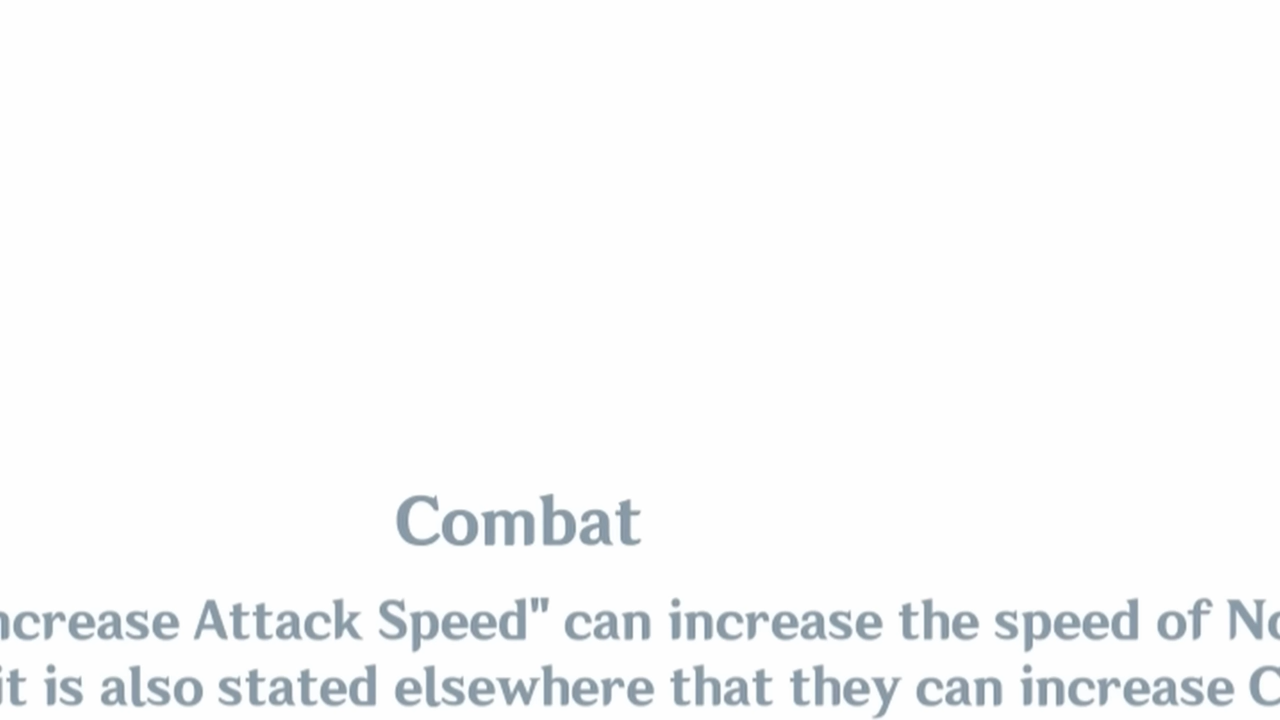 Combat
ncrease Attack Speed" can increase the speed of No
it is also stated elsewhere that they can increase C